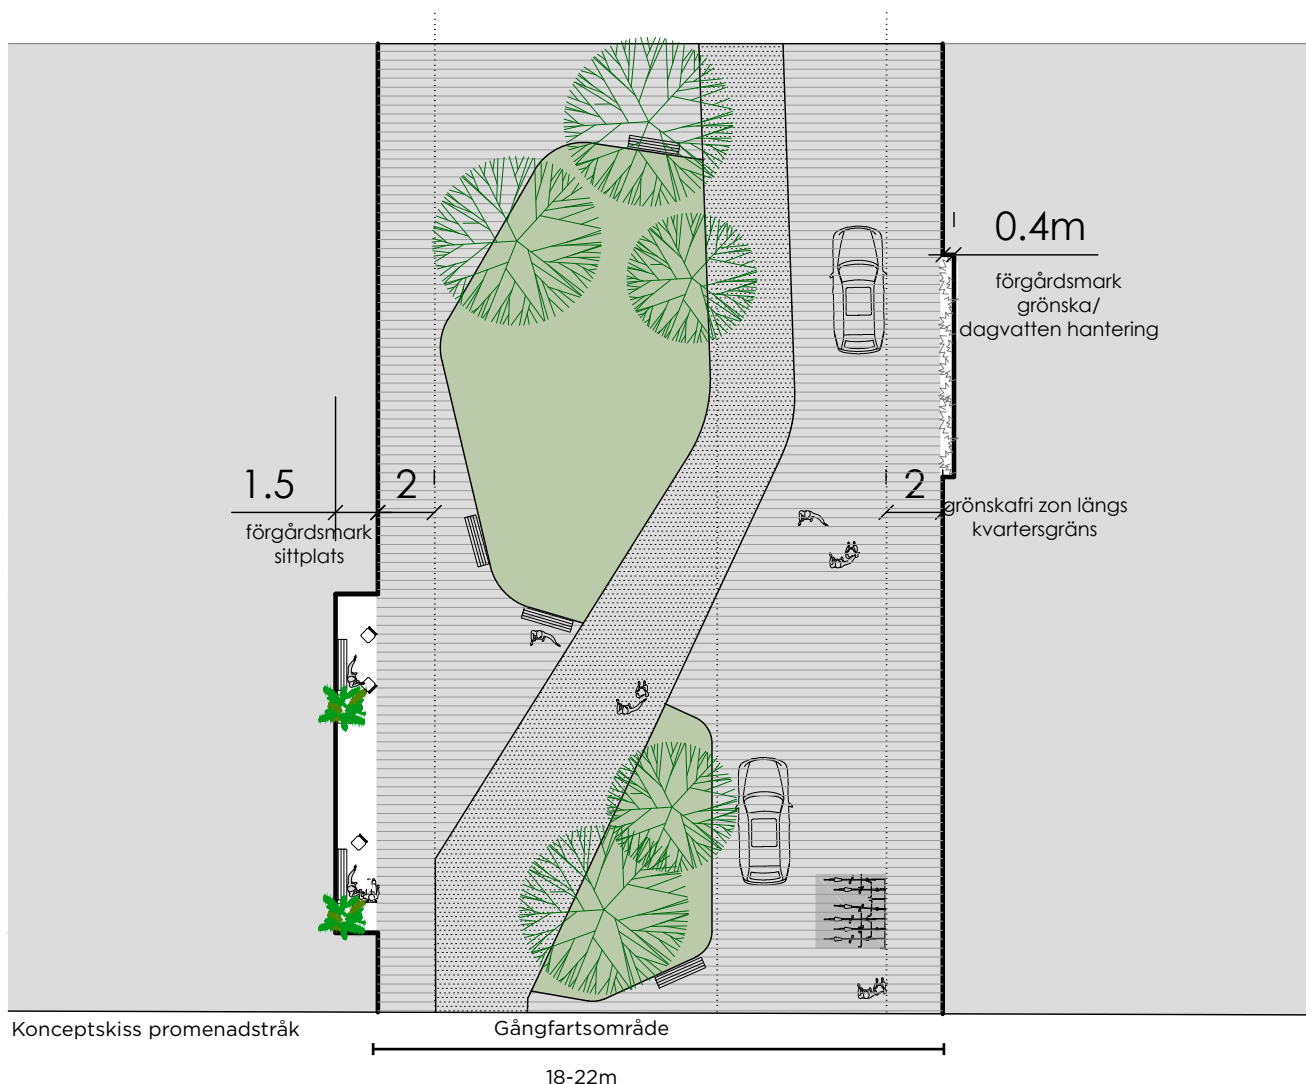 0.4m
förgårdsmark
grönska/
dagvatten hantering
1.5
2
2
förgårdsmark
sittplats
grönskafri zon längs
kvartersgräns
Konceptskiss promenadstråk
Gångfartsområde
18-22m